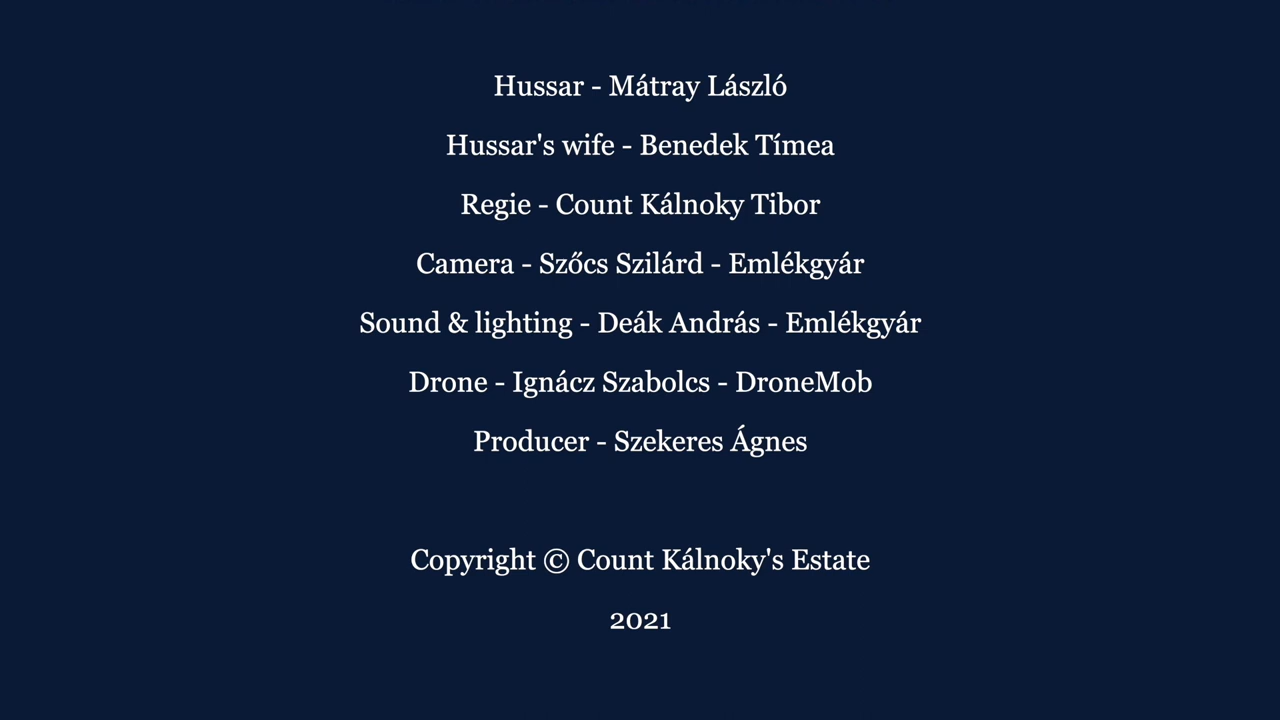 Hussar - Mátray László
Hussar's wife - Benedek Tímea
Regie - Count Kálnoky Tibor
Camera - Szőcs Szilárd - Emlékgyár
Sound & lighting - Deák András - Emlékgyár
Drone - Ignácz Szabolcs - DroneMob
Producer - Szekeres Ágnes
Copyright © Count Kálnoky's Estate
2021